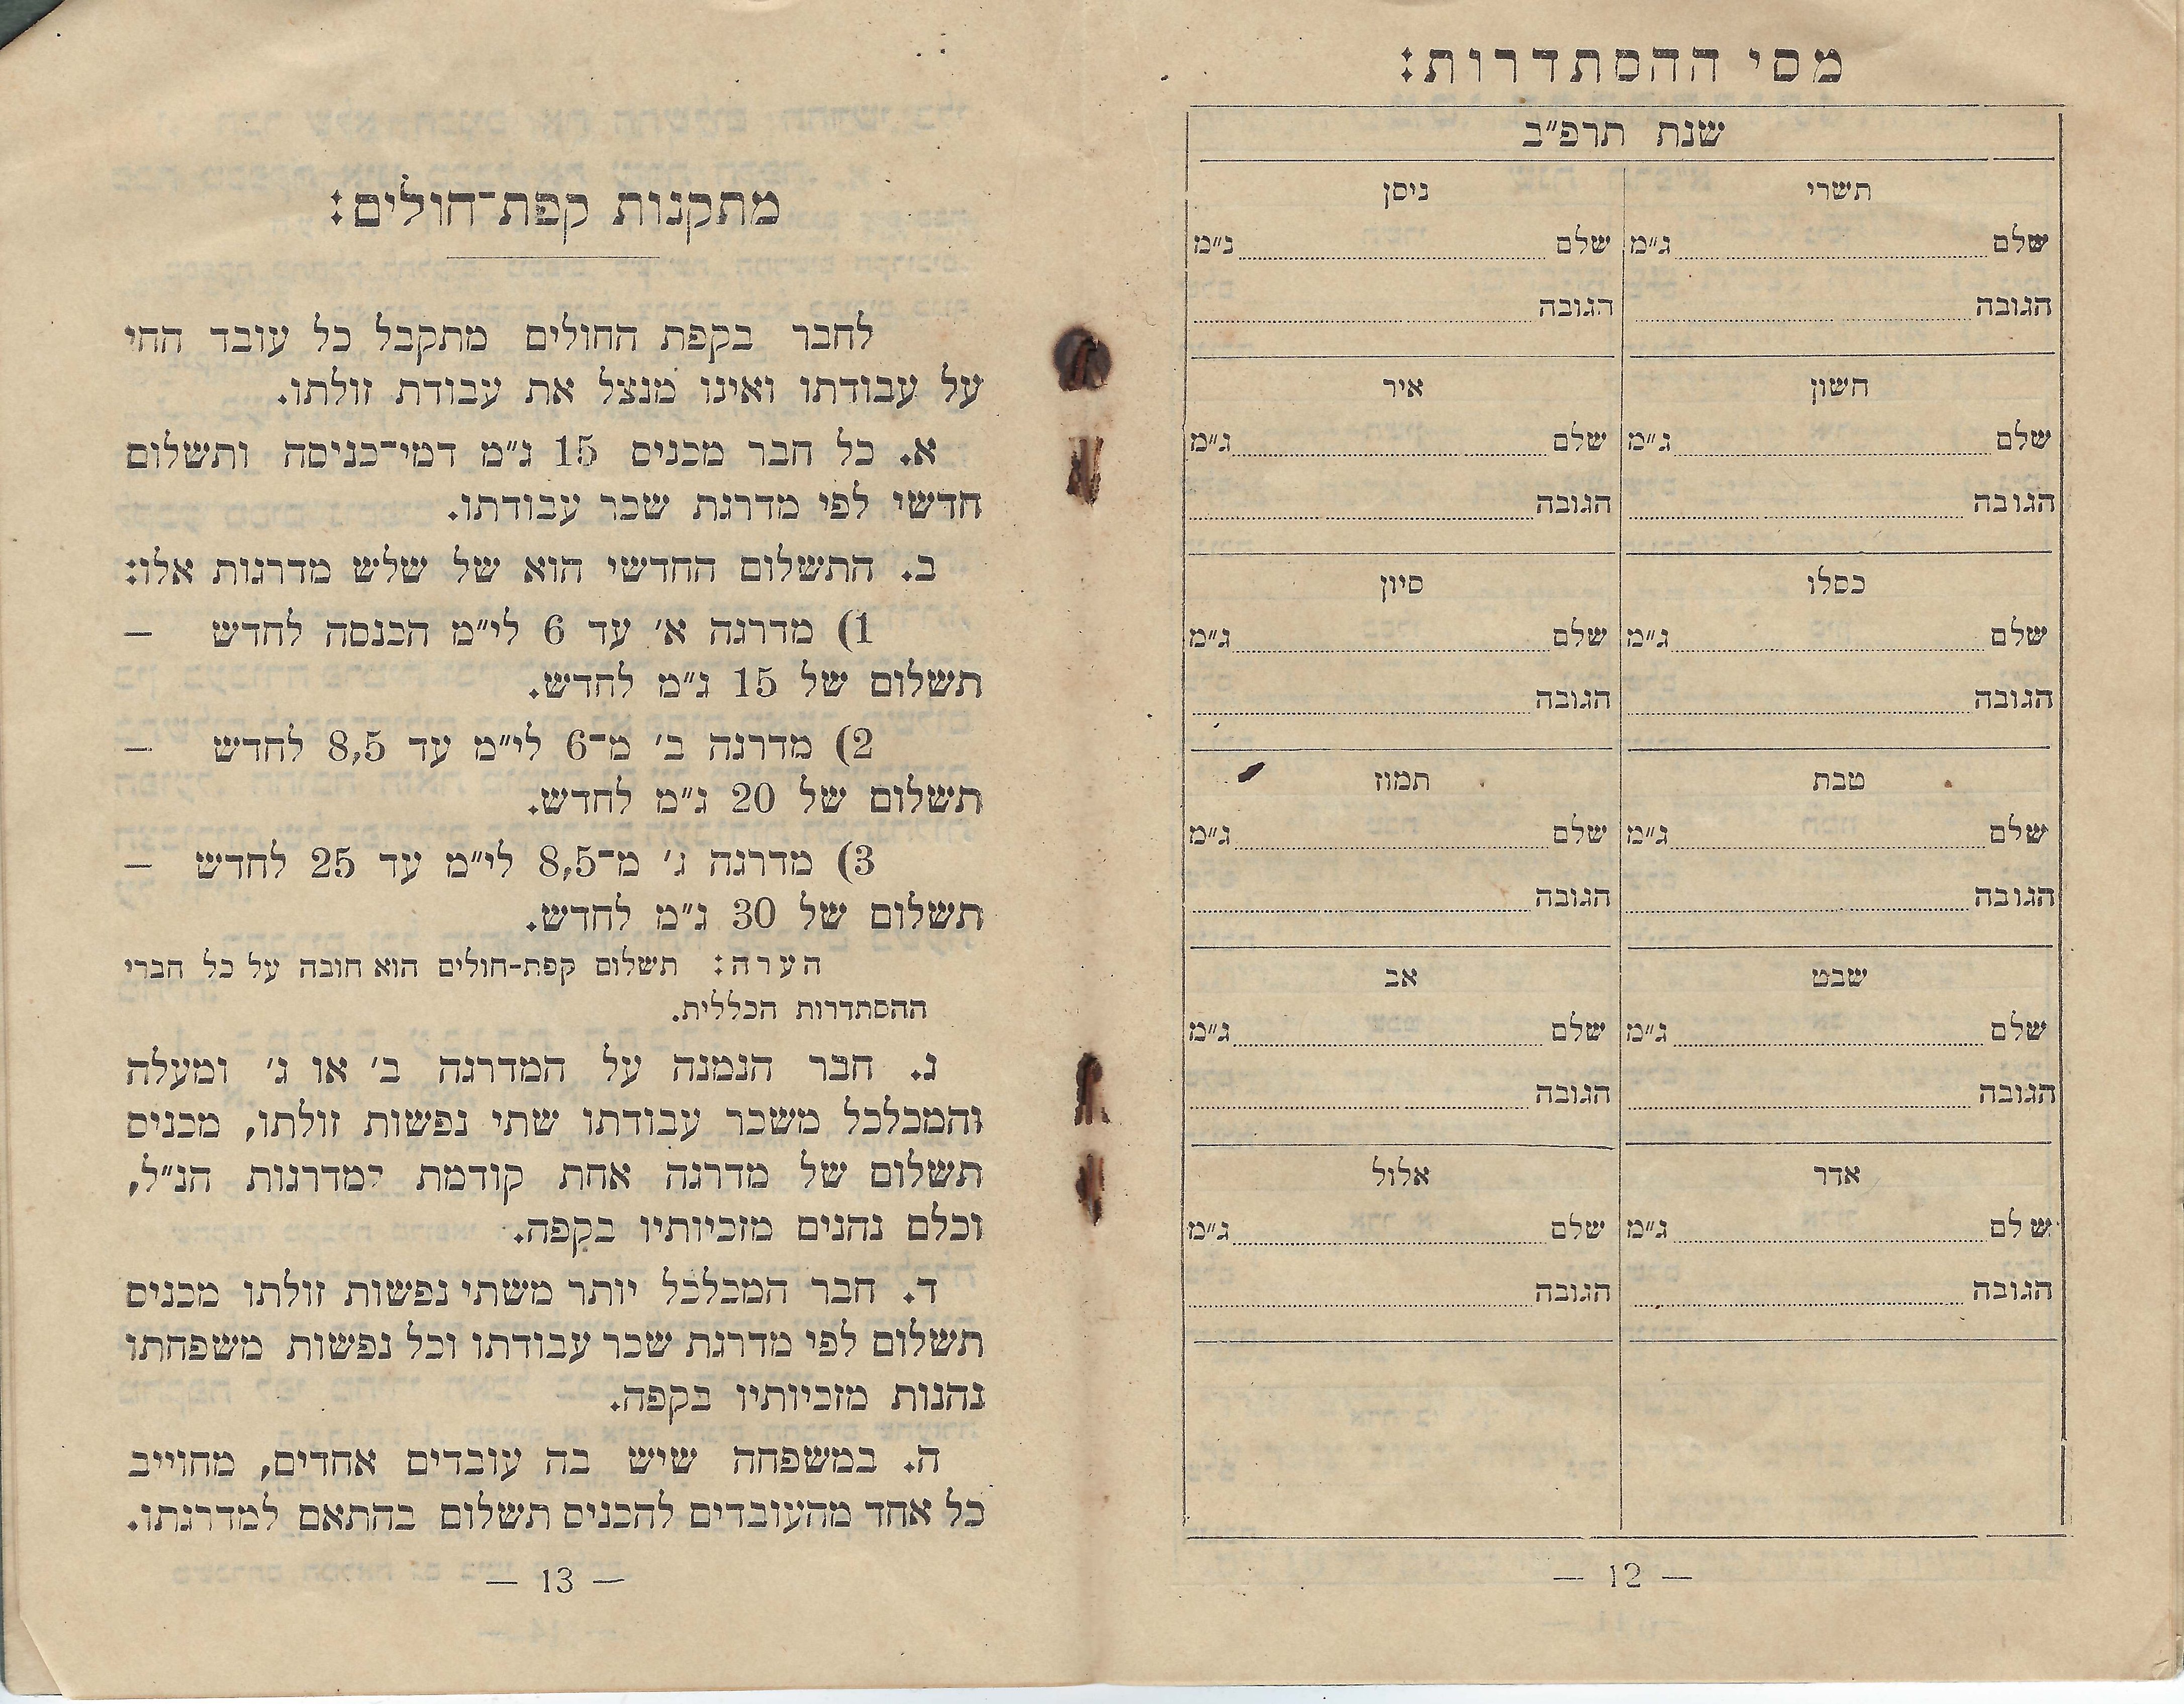 מסי ההסתדרות:
שנת תרפ״ב
תשרי
שלם ג״מ
הגובה
חשון
שלם ג״מ
הגובה
כסלו
שלם ג״מ
הגובה
טבת
שלם ג״מ
הגובה
שבט
שלם ג״מ
הגובה
אדר
שלם ג״מ
הגובה
ניסן
שלם ג״מ
הגובה
איר
שלם ג״מ
הגובה
סיון
שלם ג״מ
הגובה
תמוז
שלם ג״מ
הגובה
אב
שלם ג״מ
הגובה
אלול
שלם ג״מ
הגובה
— 12 —
מתקנות קפת־חולים:
לחבר בקפת החולים מתקבל כל עובד החי
על עבודתו ואינו מנצל את עבודת זולתו.
א. כל חבר מכניס 15 ג״מ דמי־כניסה ותשלום
חדשי לפי מדרגת שכר עבודתו.
ב. התשלום החדשי הוא של שלש מדרגות אלו:
1) מדרגה א׳ עד 6 לי״מ הכנסה לחדש —
תשלום של 15 ג״מ לחדש.
2) מדרגה ב׳ מ־6 לי״מ עד 8,5 לחדש —
תשלום של 20 ג״מ לחדש.
3) מדרגה ג׳ מ־8,5 לי״מ עד 25 לחדש —
תשלום של 30 ג״מ לחדש.
הערה: תשלום קפת-חולים הוא חובה על כל חברי
ההסתדרות הכללית.
ג. חבר הנמנה על המדרגה ב׳ או ג׳ ומעלה
והמכלכל משכר עבודתו שתי נפשות זולתו, מכניס
תשלום של מדרגה אחת קודמת למדרגות הנ״ל,
וכלם נהנים מזכיותיו בקפה.
ד. חבר המכלכל יותר משתי נפשות זולתו מכניס
תשלום לפי מדרגת שכר עבודתו וכל נפשות משפחתו
נהנות מזכיותיו בקפה.
ה. במשפחה שיש בה עובדים אחדים, מחוייב
כל אחד מהעובדים להכניס תשלום בהתאם למדרגתו.
— 13 —